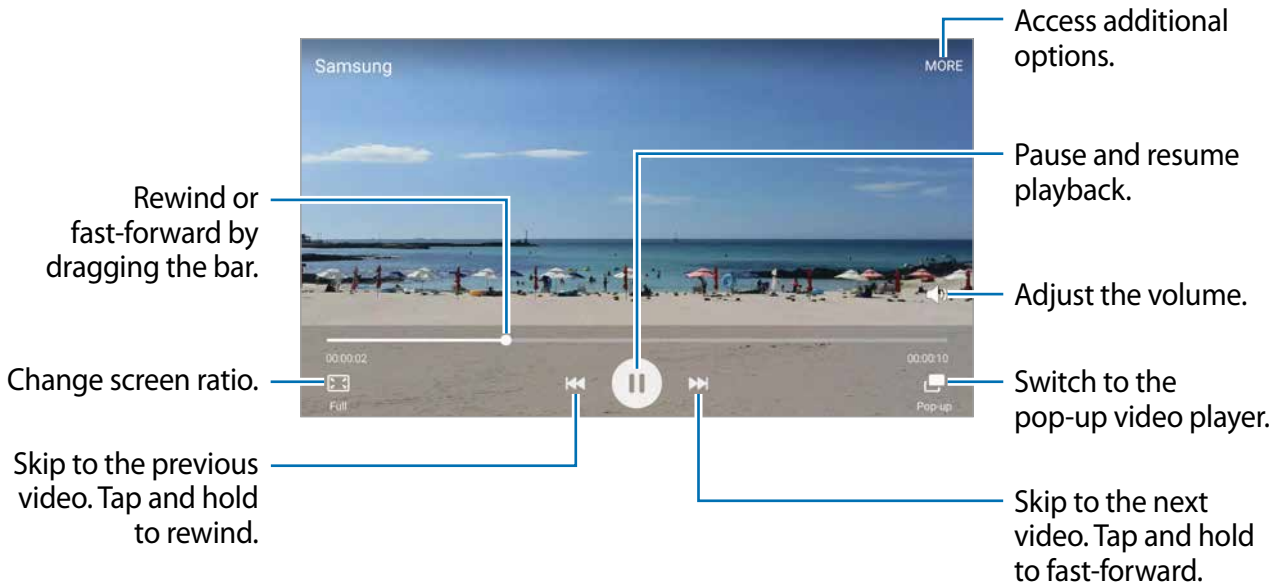 Access additional
options.
Samsung
MORE
Pause and resume
playback.
Rewind or
fast-forward by
dragging the bar.
Adjust the volume.
00:00:02
00:00:10
Change screen ratio.
Full
Pop-up
Switch to the
pop-up video player.
Skip to the previous
video. Tap and hold
to rewind.
Skip to the next
video. Tap and hold
to fast-forward.